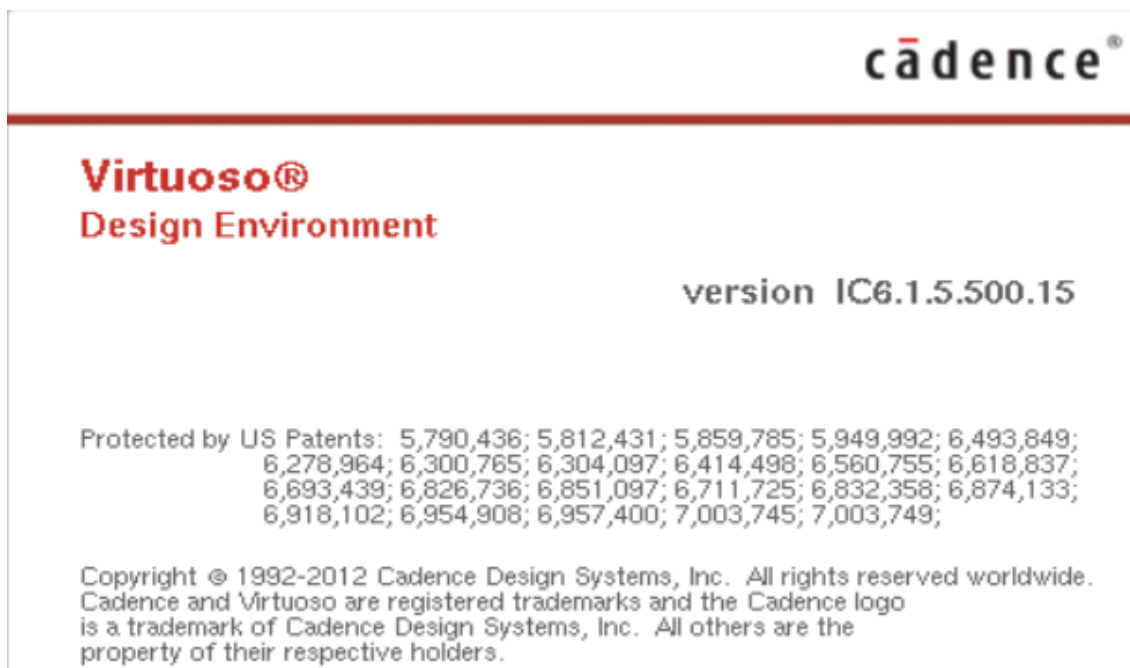 cādence®
Virtuoso®
Design Environment
version IC6.1.5.500.15
Protected by US Patents: 5,790,436; 5,812,431; 5,859,785; 5,949,992; 6,493,849;
6,278,964; 6,300,765; 6,304,097; 6,414,498; 6,560,755; 6,618,837;
6,693,439; 6,826,736; 6,851,097; 6,711,725; 6,832,358; 6,874,133;
6,918,102; 6,954,908; 6,957,400; 7,003,745; 7,003,749;
Copyright © 1992-2012 Cadence Design Systems, Inc. All rights reserved worldwide.
Cadence and Virtuoso are registered trademarks and the Cadence logo
is a trademark of Cadence Design Systems, Inc. All others are the
property of their respective holders.